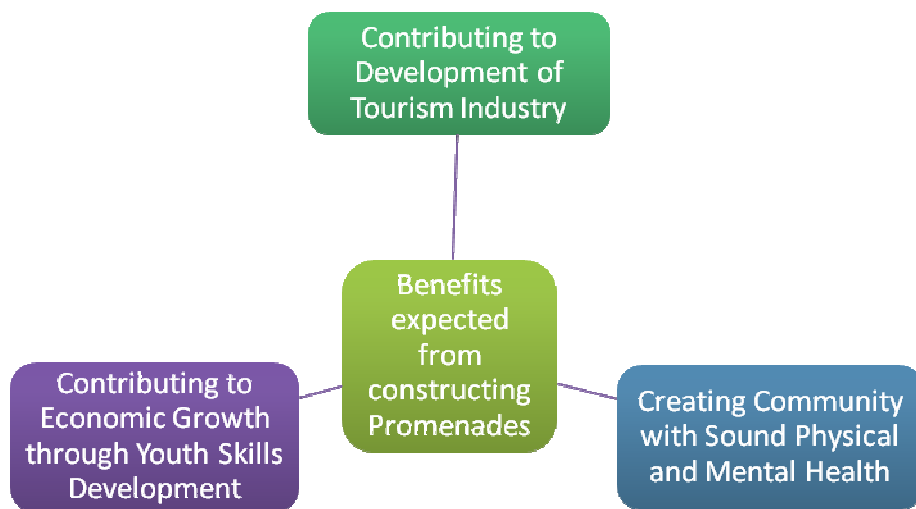 Contributing to
Development of
Tourism Industry
Benefits
expected
from
constructing
Promenades
Contributing to
Economic Growth
through Youth Skills
Development
Creating Community
with Sound Physical
and Mental Health